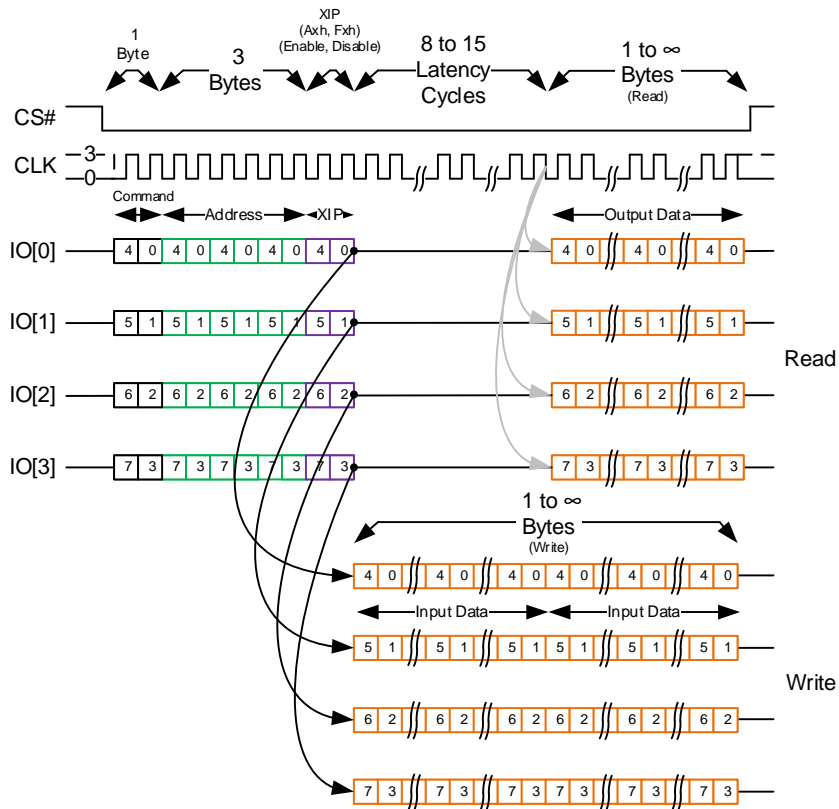 1
Byte
3
Bytes
XIP
(Axh, Fxh)
(Enable, Disable)
8 to 15
Latency
Cycles
1 to ∞
Bytes
(Read)
CS#
CLK
3
0
Command
Address
XIP
Output Data
IO[0] 4 0 4 0 4 0 4 0 4 0 4 0 4 0 4 0
IO[1] 5 1 5 1 5 1 5 1 5 1 5 1 5 1 5 1
Read
IO[2] 6 2 6 2 6 2 6 2 6 2 6 2 6 2 6 2
IO[3] 7 3 7 3 7 3 7 3 7 3 7 3 7 3 7 3
1 to ∞
Bytes
(Write)
4 0 4 0 4 0 4 0 4 0 4 0
Input Data Input Data
5 1 5 1 5 1 5 1 5 1 5 1
Write
6 2 6 2 6 2 6 2 6 2 6 2
7 3 7 3 7 3 7 3 7 3 7 3